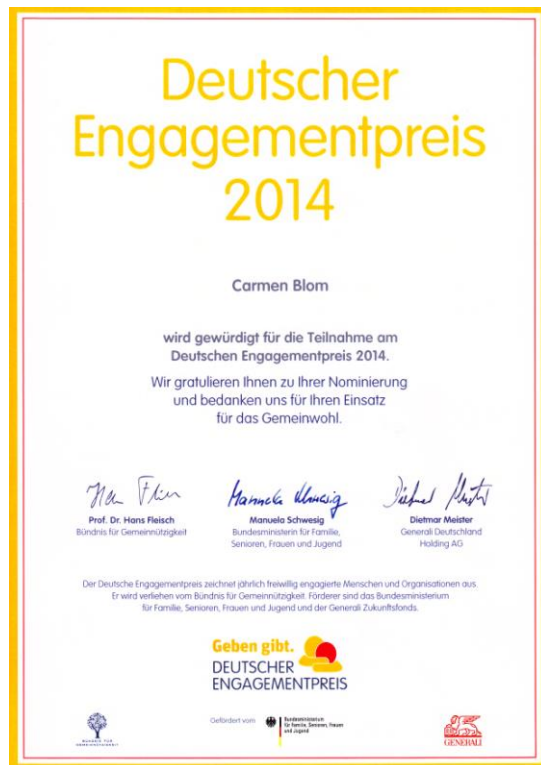 Deutscher
Engagementpreis
2014
Carmen Blom
wird gewürdigt für die Teilnahme am
Deutschen Engagementpreis 2014.
Wir gratulieren Ihnen zu Ihrer Nominierung
und bedanken uns für Ihren Einsatz
für das Gemeinwohl.
Prof. Dr. Hans Fleisch
Bündnis für Gemeinnützigkeit
Manuela Schwesig
Bundesministerin für Familie,
Senioren, Frauen und Jugend
Dietmar Meister
Generali Deutschland
Holding AG
Der Deutsche Engagementpreis zeichnet jährlich freiwillig engagierte Menschen und Organisationen aus.
Er wird verliehen vom Bündnis für Gemeinnützigkeit. Förderer sind das Bundesministerium
für Familie, Senioren, Frauen und Jugend und der Generali Zukunftsfonds.
Geben gibt.
DEUTSCHER
ENGAGEMENTPREIS
BÜNDNIS FÜR
GEMEINNÜTZIGKEIT
Gefördert vom
Bundesministerium
für Familie, Senioren, Frauen
und Jugend
GENERALI